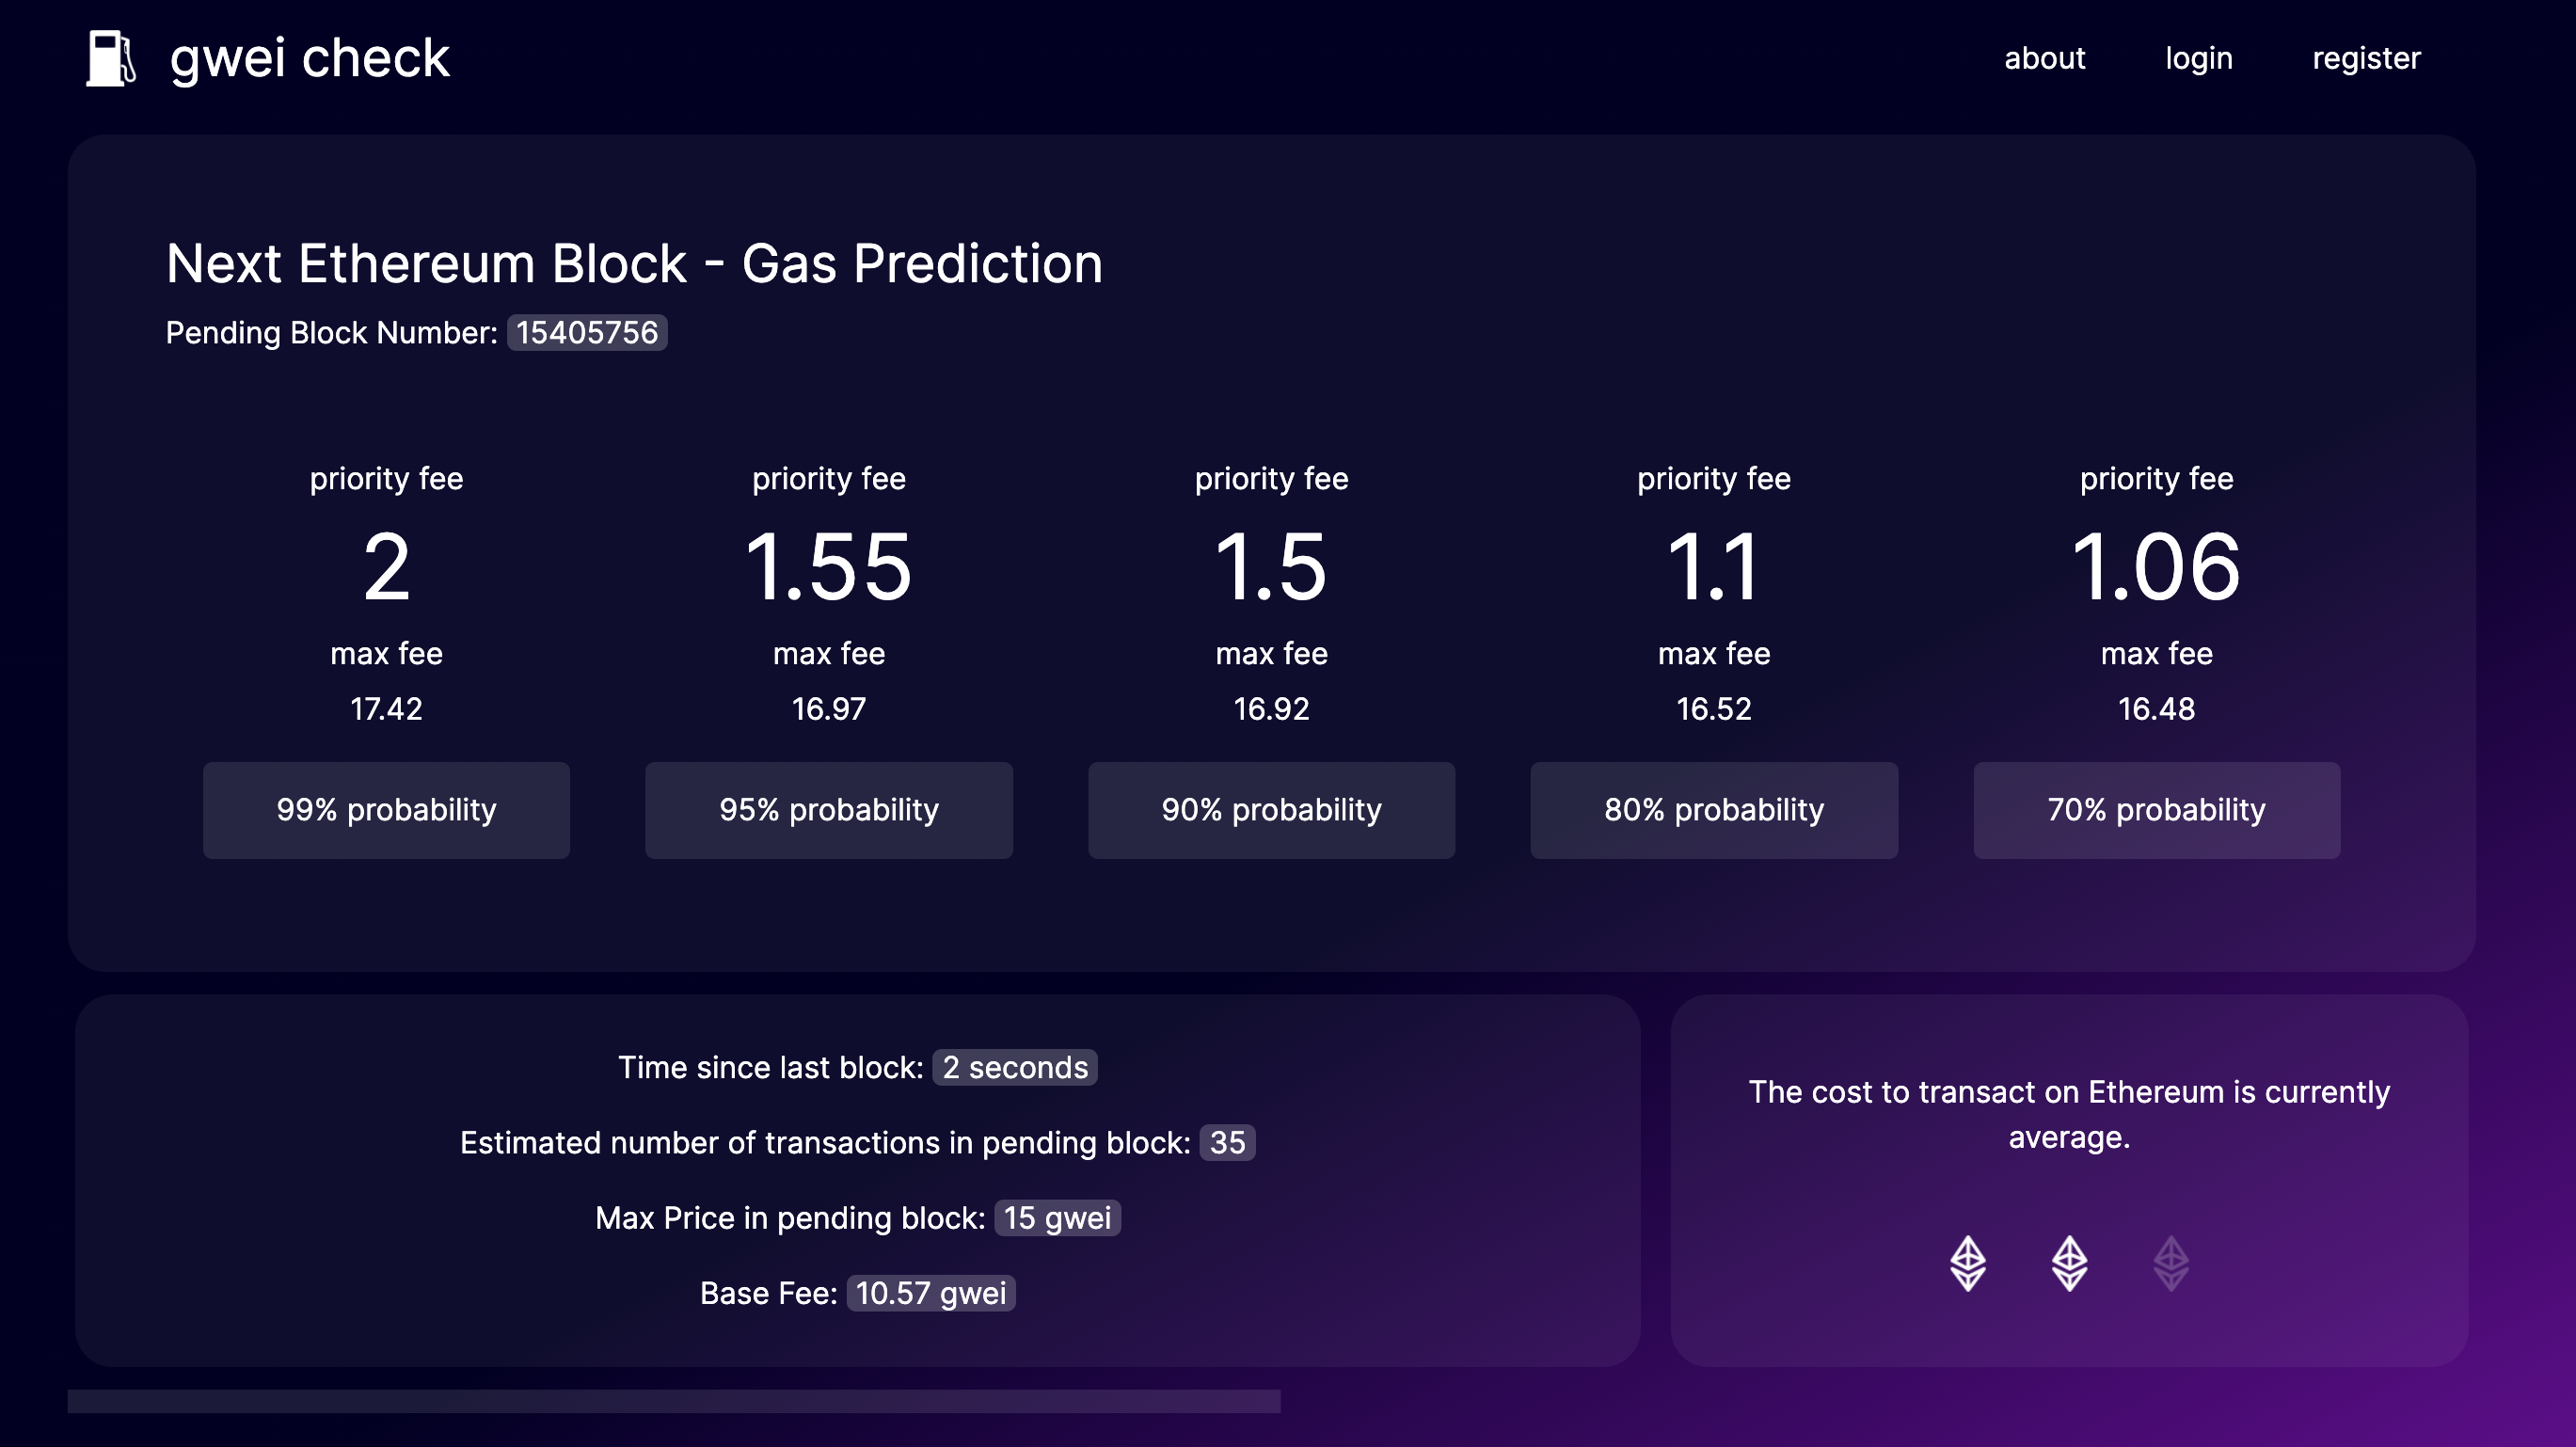 gwei check
about
login
register
Next Ethereum Block - Gas Prediction
Pending Block Number: 15405756
priority fee
2
max fee
17.42
99% probability
priority fee
1.55
max fee
16.97
95% probability
priority fee
1.5
max fee
16.92
90% probability
priority fee
1.1
max fee
16.52
80% probability
priority fee
1.06
max fee
16.48
70% probability
Time since last block: 2 seconds
Estimated number of transactions in pending block: 35
Max Price in pending block: 15 gwei
Base Fee: 10.57 gwei
The cost to transact on Ethereum is currently
average.